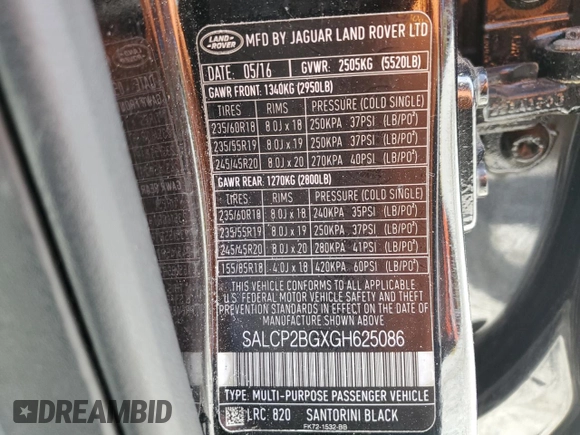 LAND-
ROVER
MFD BY JAGUAR LAND ROVER LTD
DATE: 05/16 GVWR: 2505KG (5520LB)
GAWR FRONT: 1340KG (2950LB)
TIRES RIMS PRESSURE (COLD SINGLE)
235/60R18 8.0J x 18 250KPA 37PSI (LB/PO²)
235/55R19 8.0J x 19 250KPA 37PSI (LB/PO²)
245/45R20 8.0J x 20 270KPA 40PSI (LB/PO²)
GAWR REAR: 1270KG (2800LB)
TIRES RIMS PRESSURE (COLD SINGLE)
235/60R18 8.0J x 18 240KPA 35PSI (LB/PO²)
235/55R19 8.0J x 19 250KPA 37PSI (LB/PO²)
245/45R20 8.0J x 20 280KPA 41PSI (LB/PO²)
155/85R18 4.0J x 18 420KPA 60PSI (LB/PO²)
THIS VEHICLE CONFORMS TO ALL APPLICABLE
U.S. FEDERAL MOTOR VEHICLE SAFETY AND THEFT
PREVENTION STANDARDS IN EFFECT ON THE DATE
OF MANUFACTURE SHOWN ABOVE.
SALCP2BGXGH625086
TYPE: MULTI-PURPOSE PASSENGER VEHICLE
LRC: 820 SANTORINI BLACK
FK72-1532-BB
DREAMBID